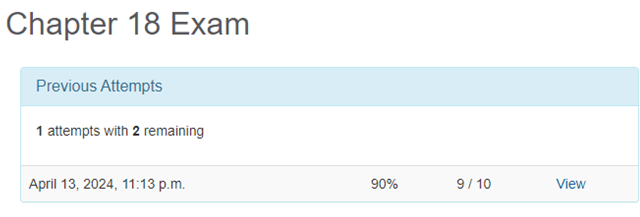 Chapter 18 Exam
Previous Attempts
1 attempts with 2 remaining
April 13, 2024, 11:13 p.m. 90% 9 / 10 View